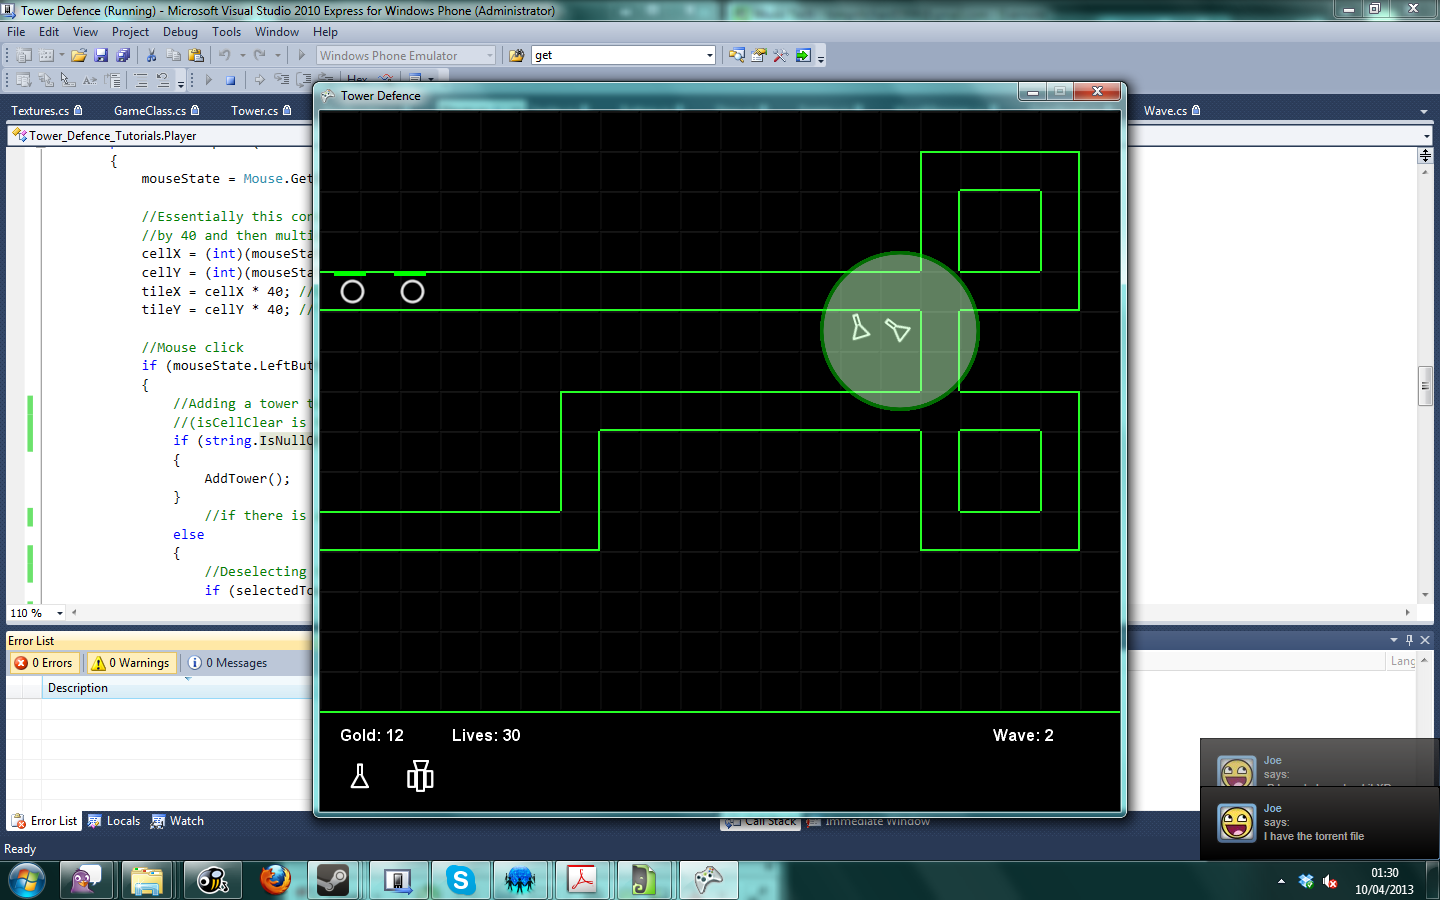 Tower Defence (Running) - Microsoft Visual Studio 2010 Express for Windows Phone (Administrator)
File Edit View Project Debug Tools Window Help
Windows Phone Emulator get
Hex
Textures.cs GameClass.cs Tower.cs Wave.cs
Tower_Defence_Tutorials.Player
Tower Defence
{
mouseState = Mouse.Get
//Essentially this con
//by 40 and then multi
cellX = (int)(mouseSta
cellY = (int)(mouseSta
tileX = cellX * 40; //
tileY = cellY * 40; //
//Mouse click
if (mouseState.LeftBut
{
//Adding a tower t
//(isCellClear is
if (string.IsNullO
{
AddTower();
}
//if there is
else
{
//Deselecting
if (selectedTo
110 %
Error List
0 Errors 0 Warnings 0 Messages
Description
Lang
Gold: 12 Lives: 30 Wave: 2
Error List Locals Watch
Call Stack Immediate Window
Ready
Joe
says:
Joe
says:
I have the torrent file
01:30
10/04/2013